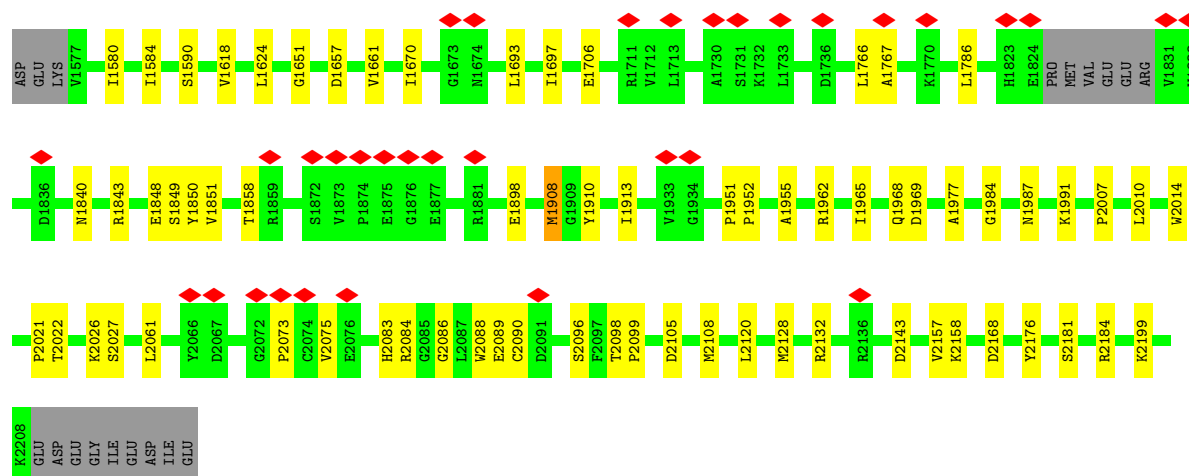 ASP GLU LYS V1577 I1580 I1584 S1590 V1618 L1624 G1651 D1657 V1661 I1670 G1673 N1674 L1693 I1697 E1706 R1711 V1712 L1713 A1730 S1731 K1732 L1733 D1736 L1766 A1767 K1770 L1786 H1823 E1824 PRO MET VAL GLU GLU ARG V1831
D1836 N1840 R1843 E1848 S1849 Y1850 V1851 T1858 R1859 S1872 V1873 P1874 E1875 G1876 E1877 R1881 E1898 M1908 G1909 Y1910 I1913 V1933 G1934 P1951 P1952 A1955 R1962 I1965 Q1968 D1969 A1977 G1984 N1987 K1991 P2007 L2010 W2014
P2021 T2022 K2026 S2027 L2061 Y2066 D2067 G2072 P2073 C2074 V2075 E2076 H2083 R2084 G2085 G2086 L2087 W2088 E2089 C2090 D2091 S2096 F2097 T2098 P2099 D2105 M2108 L2120 M2128 R2132 R2136 D2143 V2157 K2158 D2168 Y2176 S2181 R2184 K2199
K2208 GLU ASP GLU GLY ILE GLU ASP ILE GLU